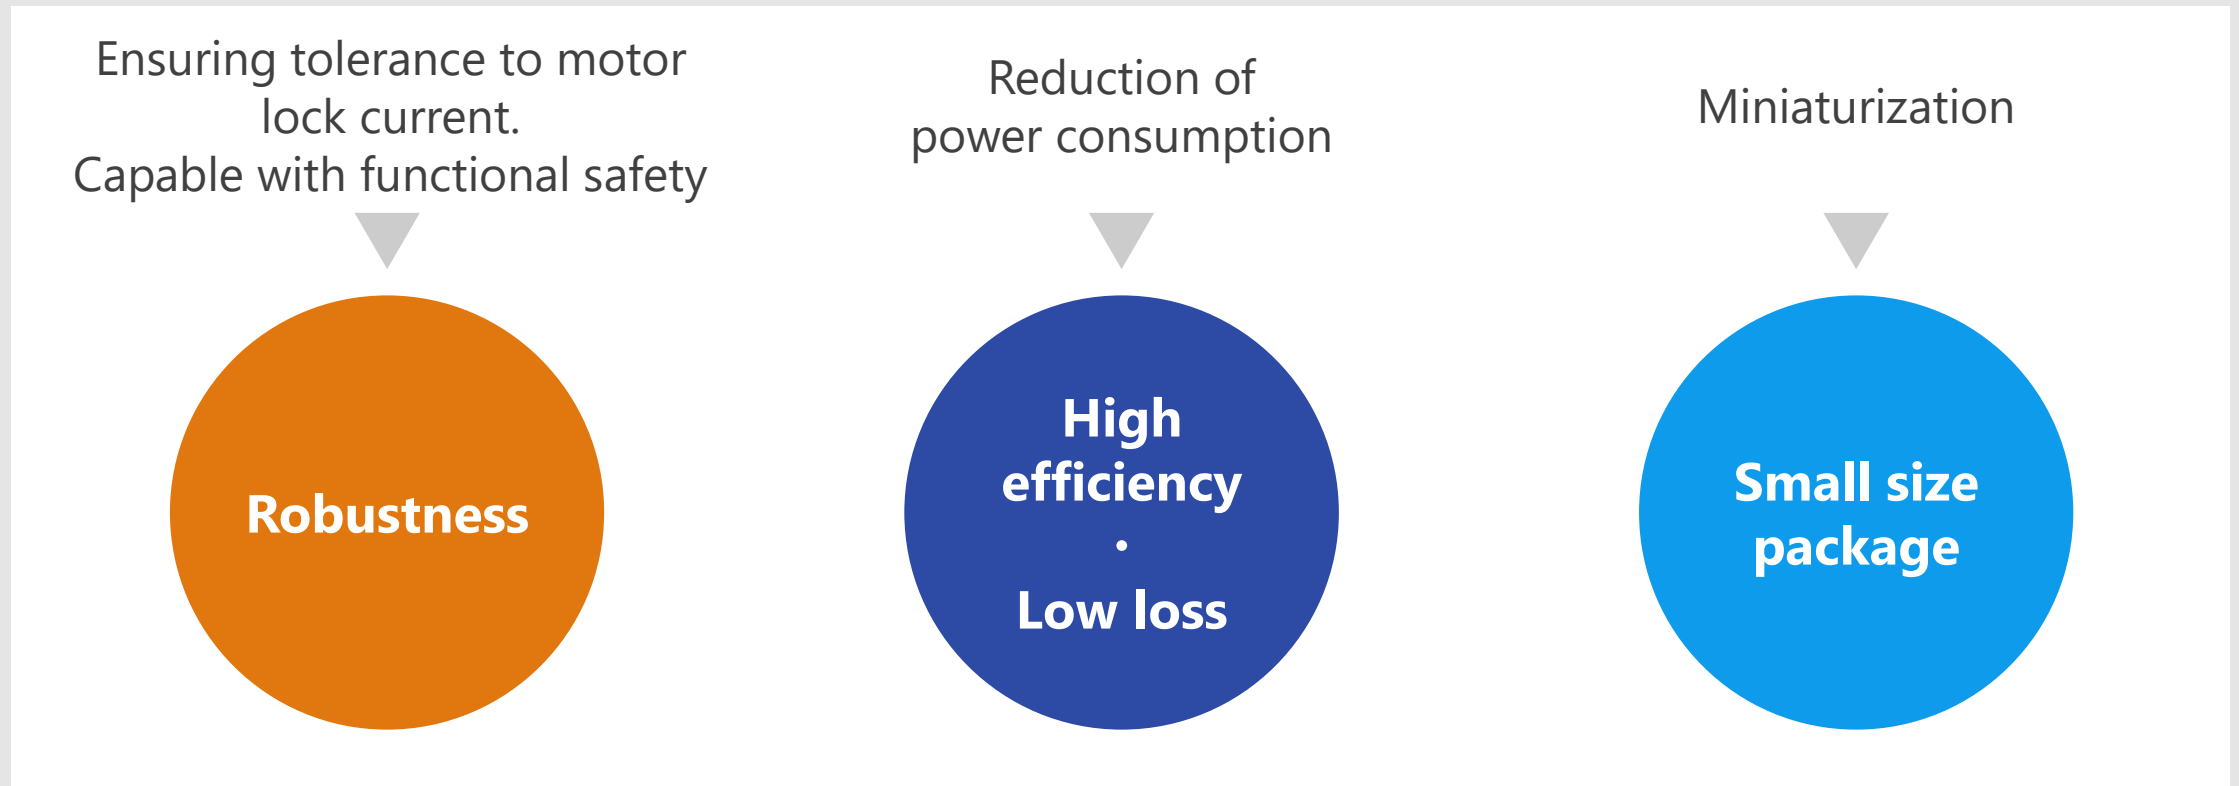 Ensuring tolerance to motor
lock current.
Capable with functional safety
Robustness
Reduction of
power consumption
High
efficiency
・
Low loss
Miniaturization
Small size
package